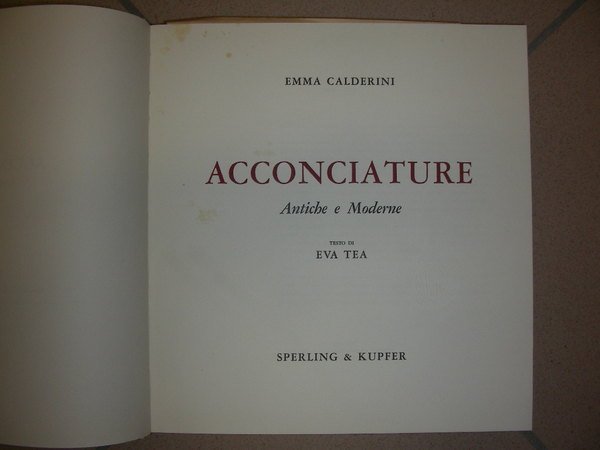 EMMA CALDERINI
ACCONCIATURE
Antiche e Moderne
TESTO DI
EVA TEA
SPERLING & KUPFER